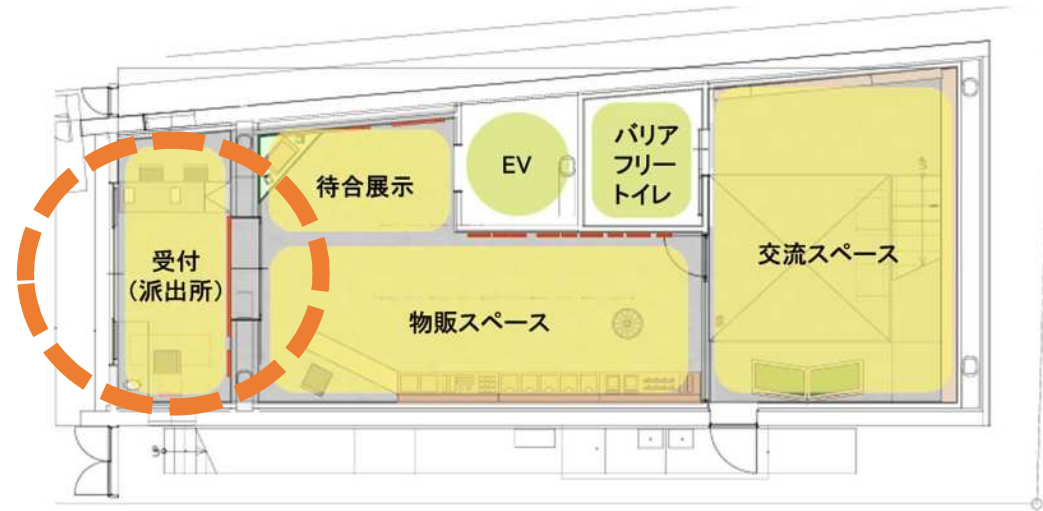 受付
(派出所)
待合展示
EV
バリア
フリー
トイレ
物販スペース
交流スペース